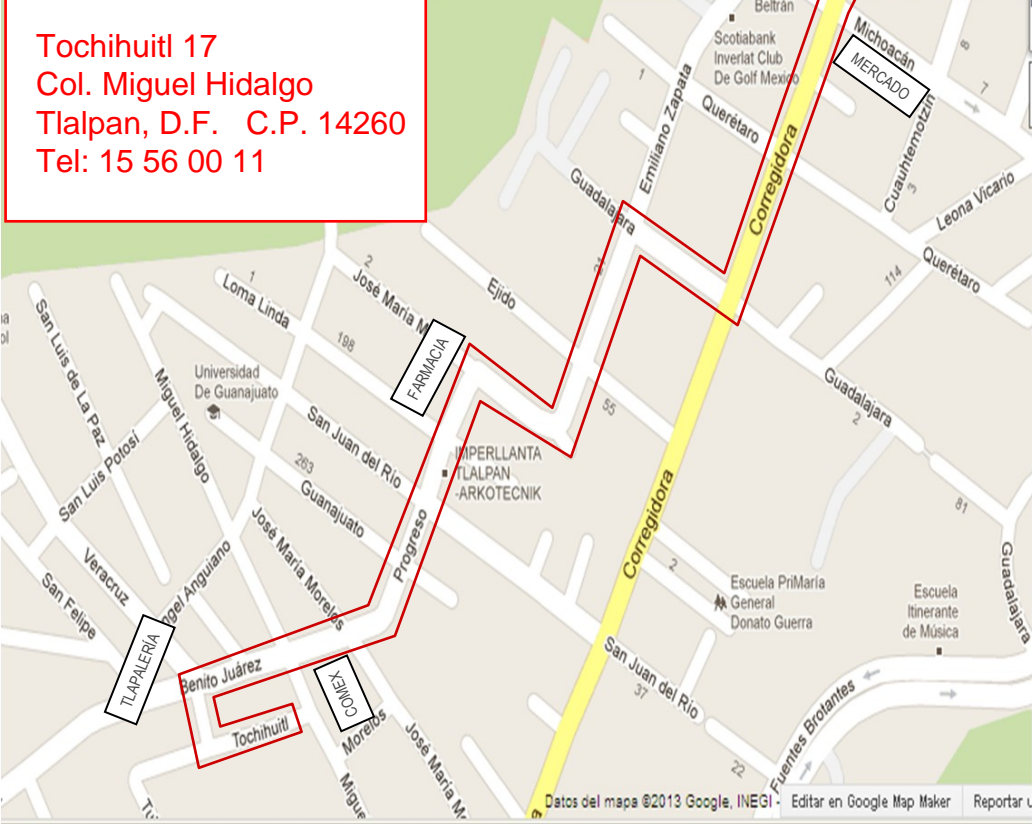 Tochihuitl 17
Col. Miguel Hidalgo
Tlalpan, D.F. C.P. 14260
Tel: 15 56 00 11
Beltrán
Scotiabank
Inverlat Club
De Golf Mexico
Michoacán
MERCADO
8
7
1
Querétaro
Emiliano Zapata
Corregidora
Cuauhtemotzin
3
Leona Vicario
Guadalajara
Querétaro
114
21
2
José María M
Ejido
1
Loma Linda
198
FARMACIA
San Luis de La Paz
Universidad
De Guanajuato
Miguel Hidalgo
San Juan del Río
55
Guadalajara
2
IMPERLLANTA
TLALPAN
-ARKOTECNIK
San Luis Potosí
263
Guanajuato
Corregidora
81
José María Morelos
Progreso
Veracruz
San Felipe
ngel Anguiano
2
Escuela PriMaría
General
Donato Guerra
Escuela
Itinerante
de Música
Guadalajara
TLAPALERÍA
Benito Juárez
COMEX
San Juan del Río
37
Tochihuitl
Morelos
José María M
Migue
Fuentes Brotantes
22
Tu
a
Datos del mapa ©2013 Google, INEGI - Editar en Google Map Maker Reportar u